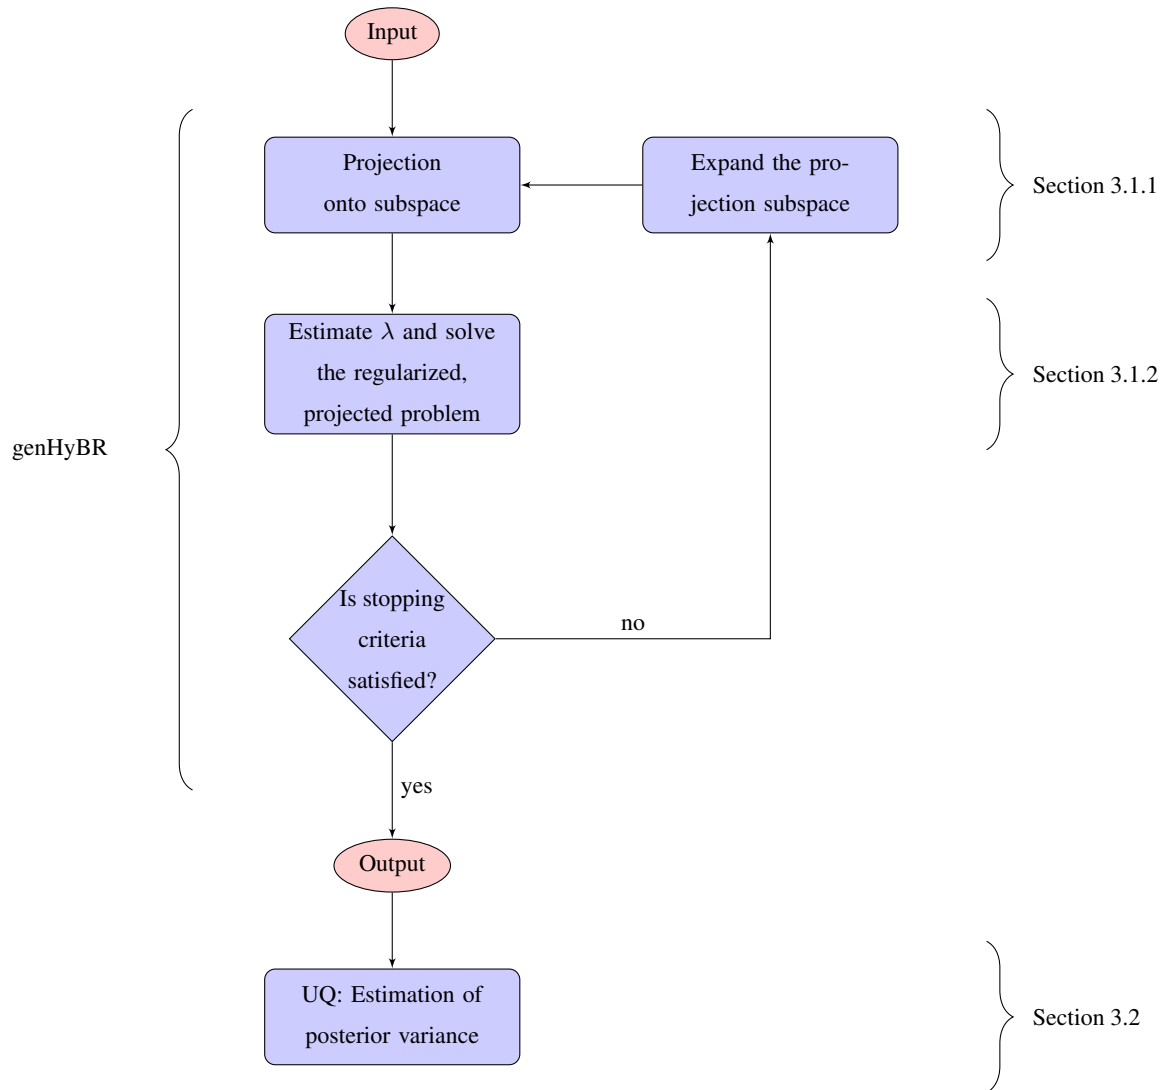 Input
Projection
onto subspace
Expand the pro-
jection subspace
Section 3.1.1
Estimate λ and solve
the regularized,
projected problem
Section 3.1.2
genHyBR
Is stopping
criteria
satisfied?
no
yes
Output
UQ: Estimation of
posterior variance
Section 3.2